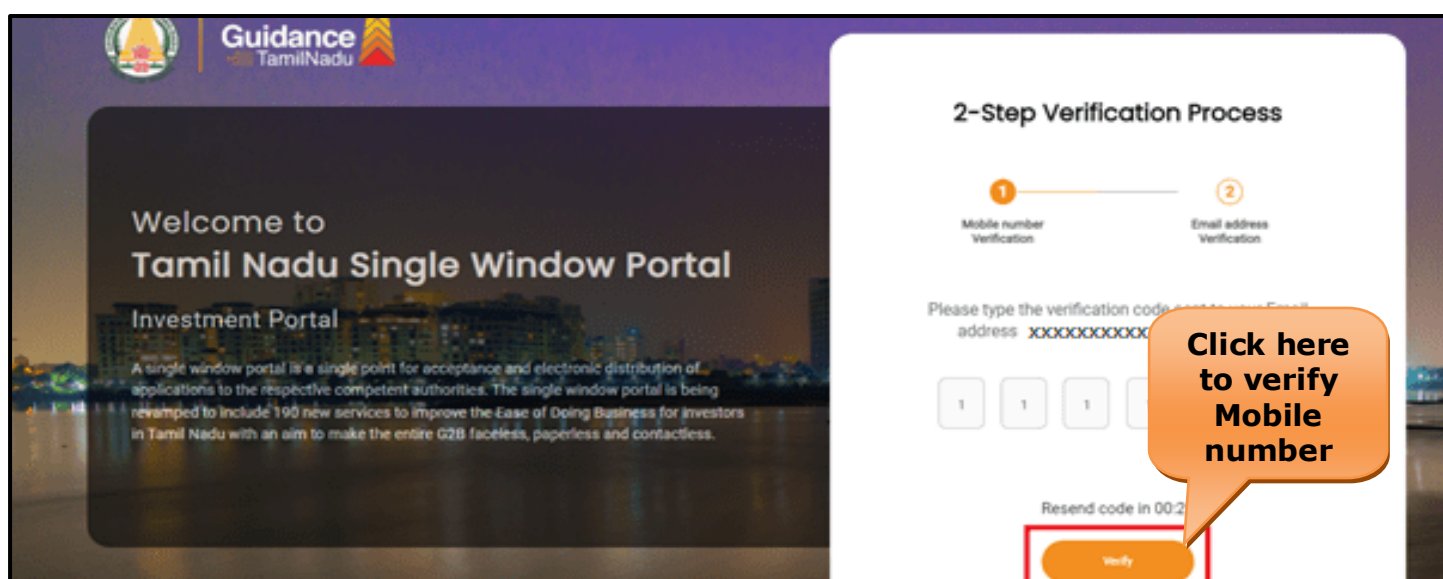 Guidance
TamilNadu
Welcome to
Tamil Nadu Single Window Portal
Investment Portal
A single window portal is a single point for acceptance and electronic distribution of
applications to the respective competent authorities. The single window portal is being
revamped to include 190 new services to improve the Ease of Doing Business for investors
in Tamil Nadu with an aim to make the entire G2B faceless, paperless and contactless.
2-Step Verification Process
1
2
Mobile number
Verification
Email address
Verification
Please type the verification code sent to your Email
address xxxxxxxxxxx
1 1 1
Resend code in 00:2
Verify
Click here
to verify
Mobile
number